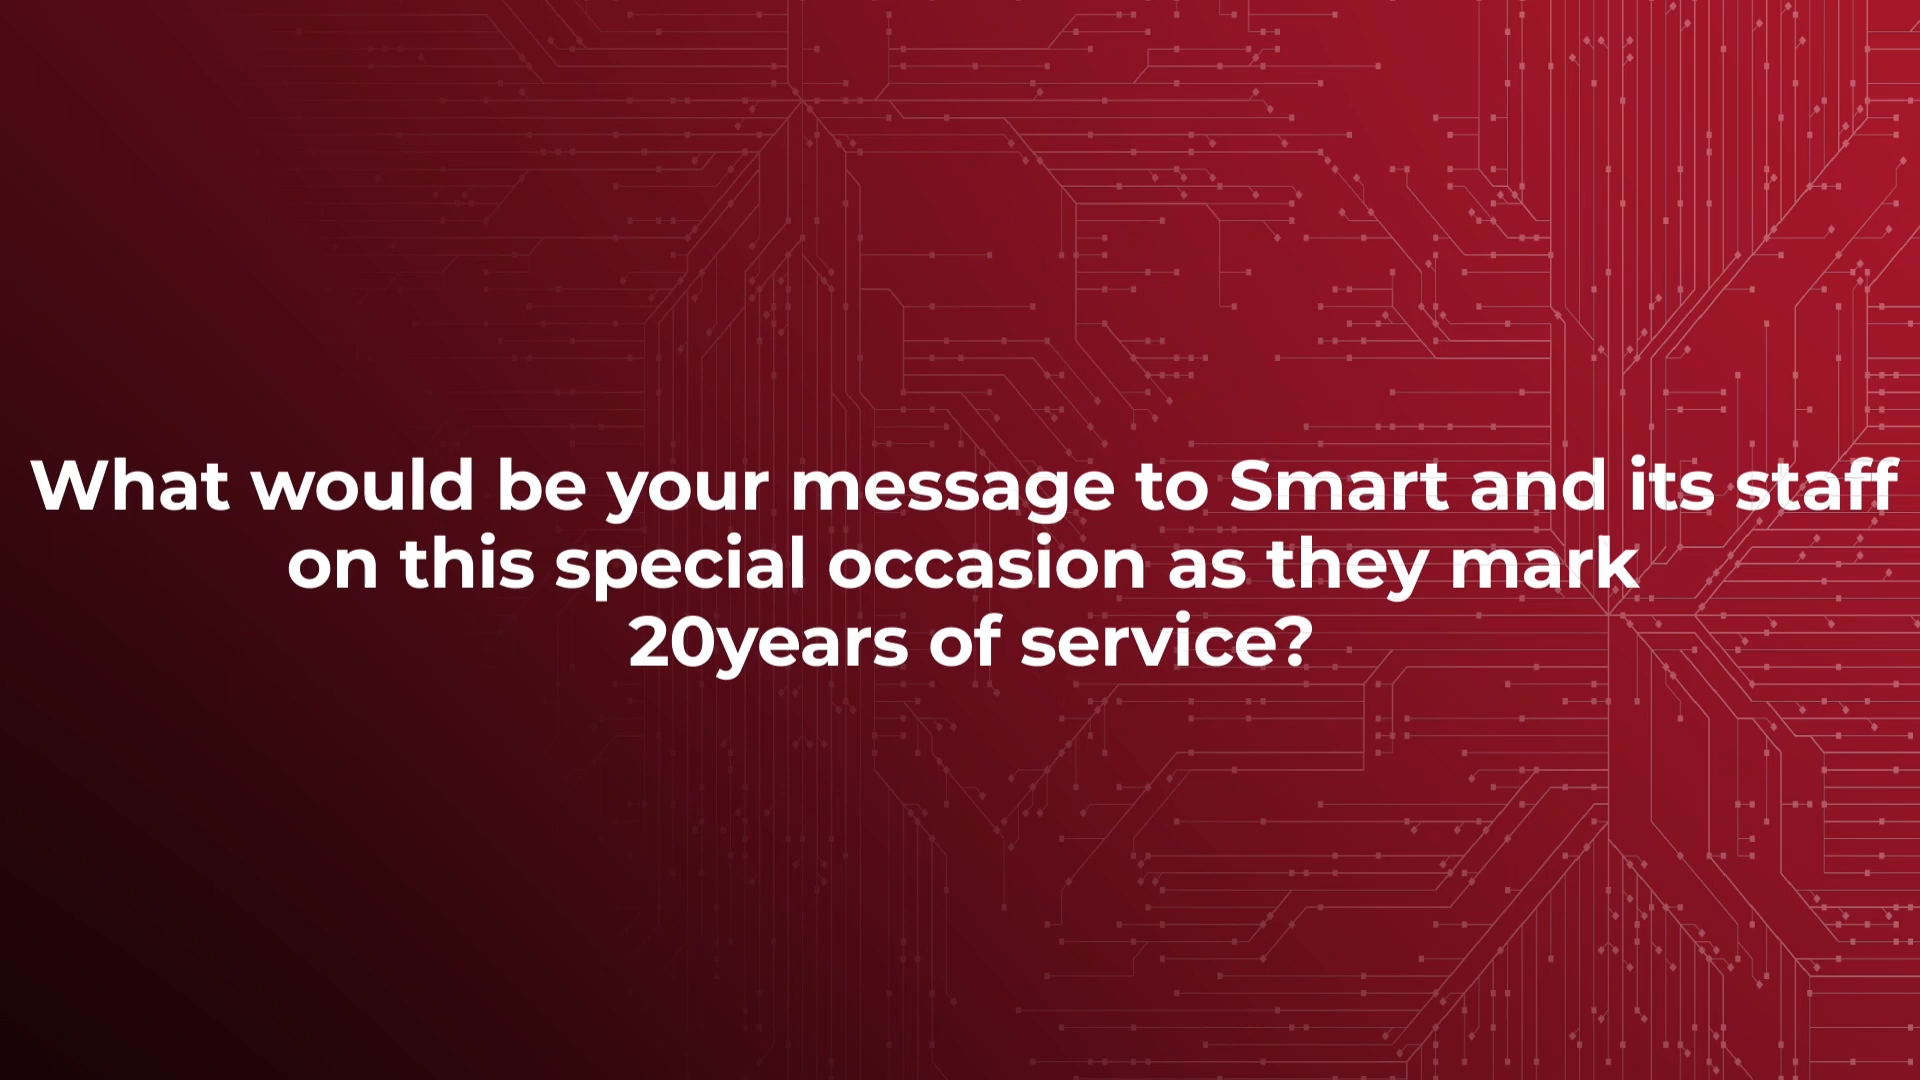 What would be your message to Smart and its staff
on this special occasion as they mark
20years of service?